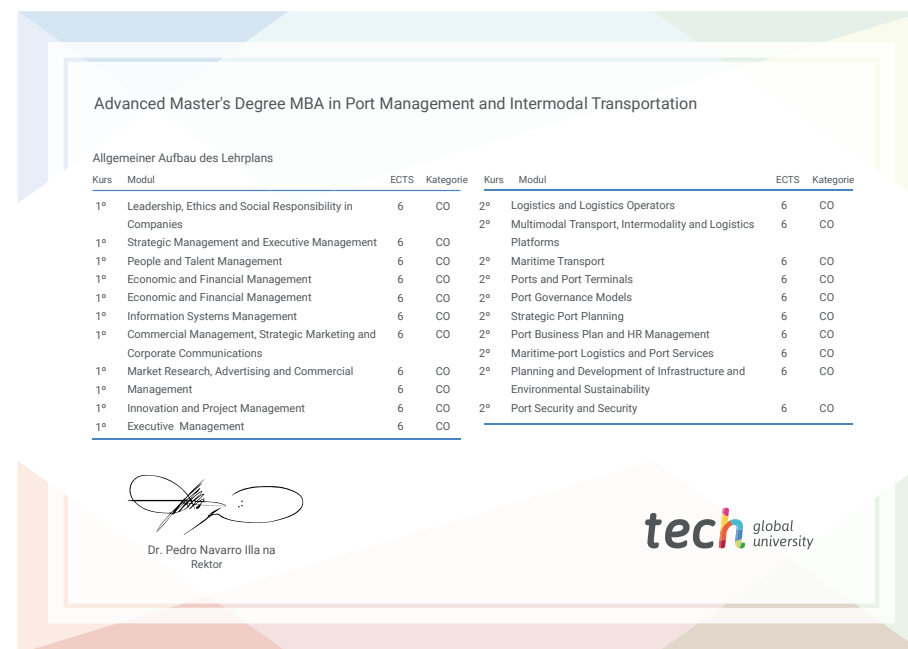 Advanced Master's Degree MBA in Port Management and Intermodal Transportation
Allgemeiner Aufbau des Lehrplans
Kurs Modul ECTS Kategorie
1º Leadership, Ethics and Social Responsibility in 6 CO
Companies
1º Strategic Management and Executive Management 6 CO
1º People and Talent Management 6 CO
1º Economic and Financial Management 6 CO
1º Economic and Financial Management 6 CO
1º Information Systems Management 6 CO
1º Commercial Management, Strategic Marketing and 6 CO
Corporate Communications
1º Market Research, Advertising and Commercial 6 CO
1º Management 6 CO
1º Innovation and Project Management 6 CO
1º Executive Management 6 CO
Kurs Modul ECTS Kategorie
2º Logistics and Logistics Operators 6 CO
2º Multimodal Transport, Intermodality and Logistics 6 CO
Platforms
2º Maritime Transport 6 CO
2º Ports and Port Terminals 6 CO
2º Port Governance Models 6 CO
2º Strategic Port Planning 6 CO
2º Port Business Plan and HR Management 6 CO
2º Maritime-port Logistics and Port Services 6 CO
2º Planning and Development of Infrastructure and 6 CO
Environmental Sustainability
2º Port Security and Security 6 CO
Dr. Pedro Navarro Illa na
Rektor
tech global
university